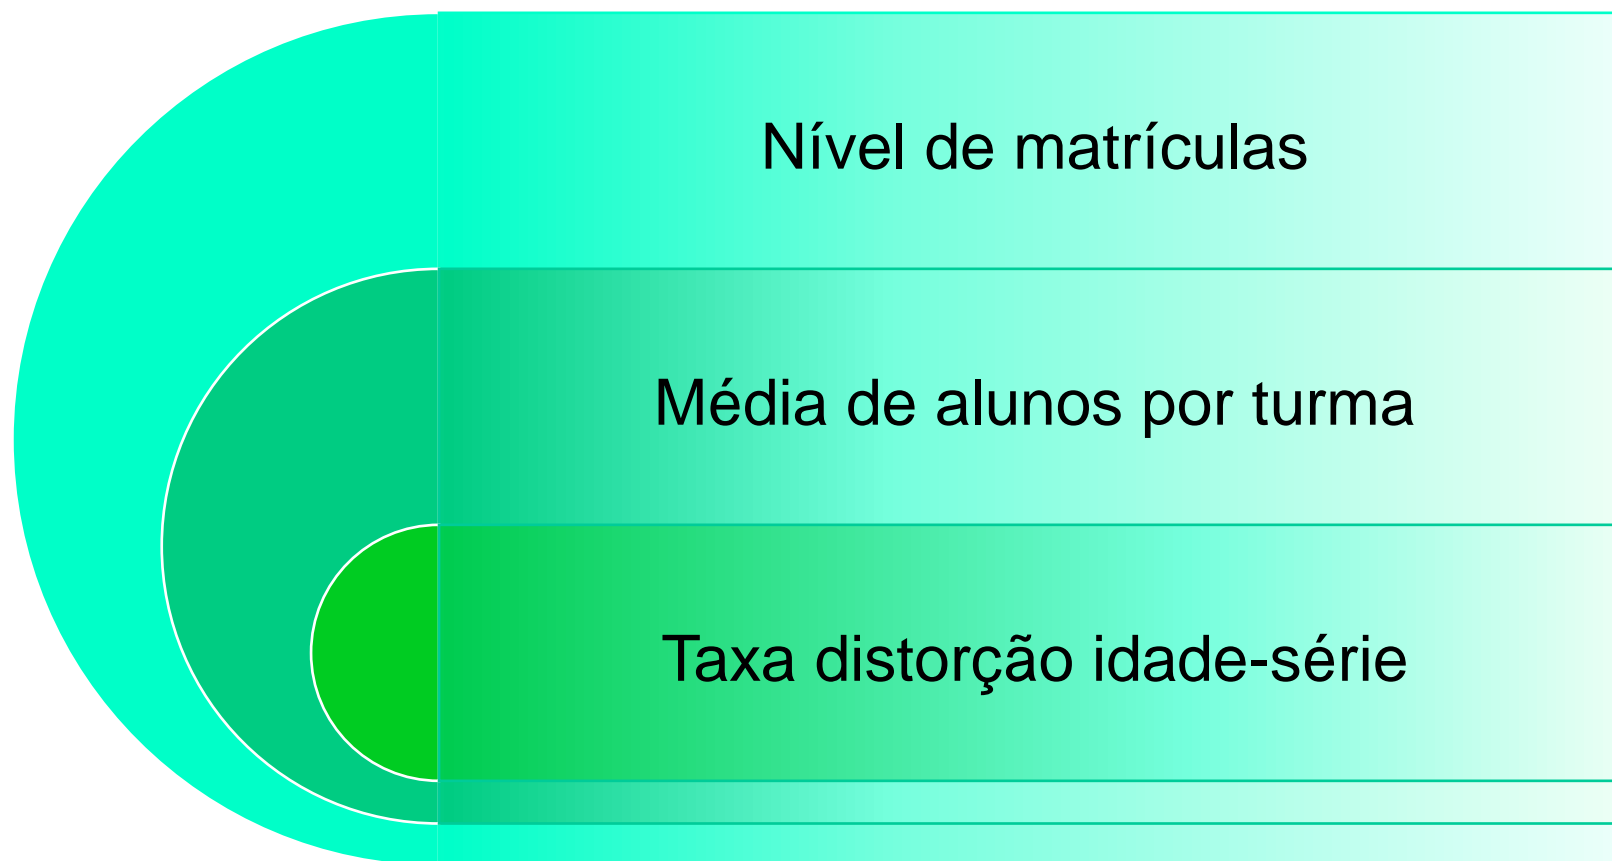 Nível de matrículas
Média de alunos por turma
Taxa distorção idade-série